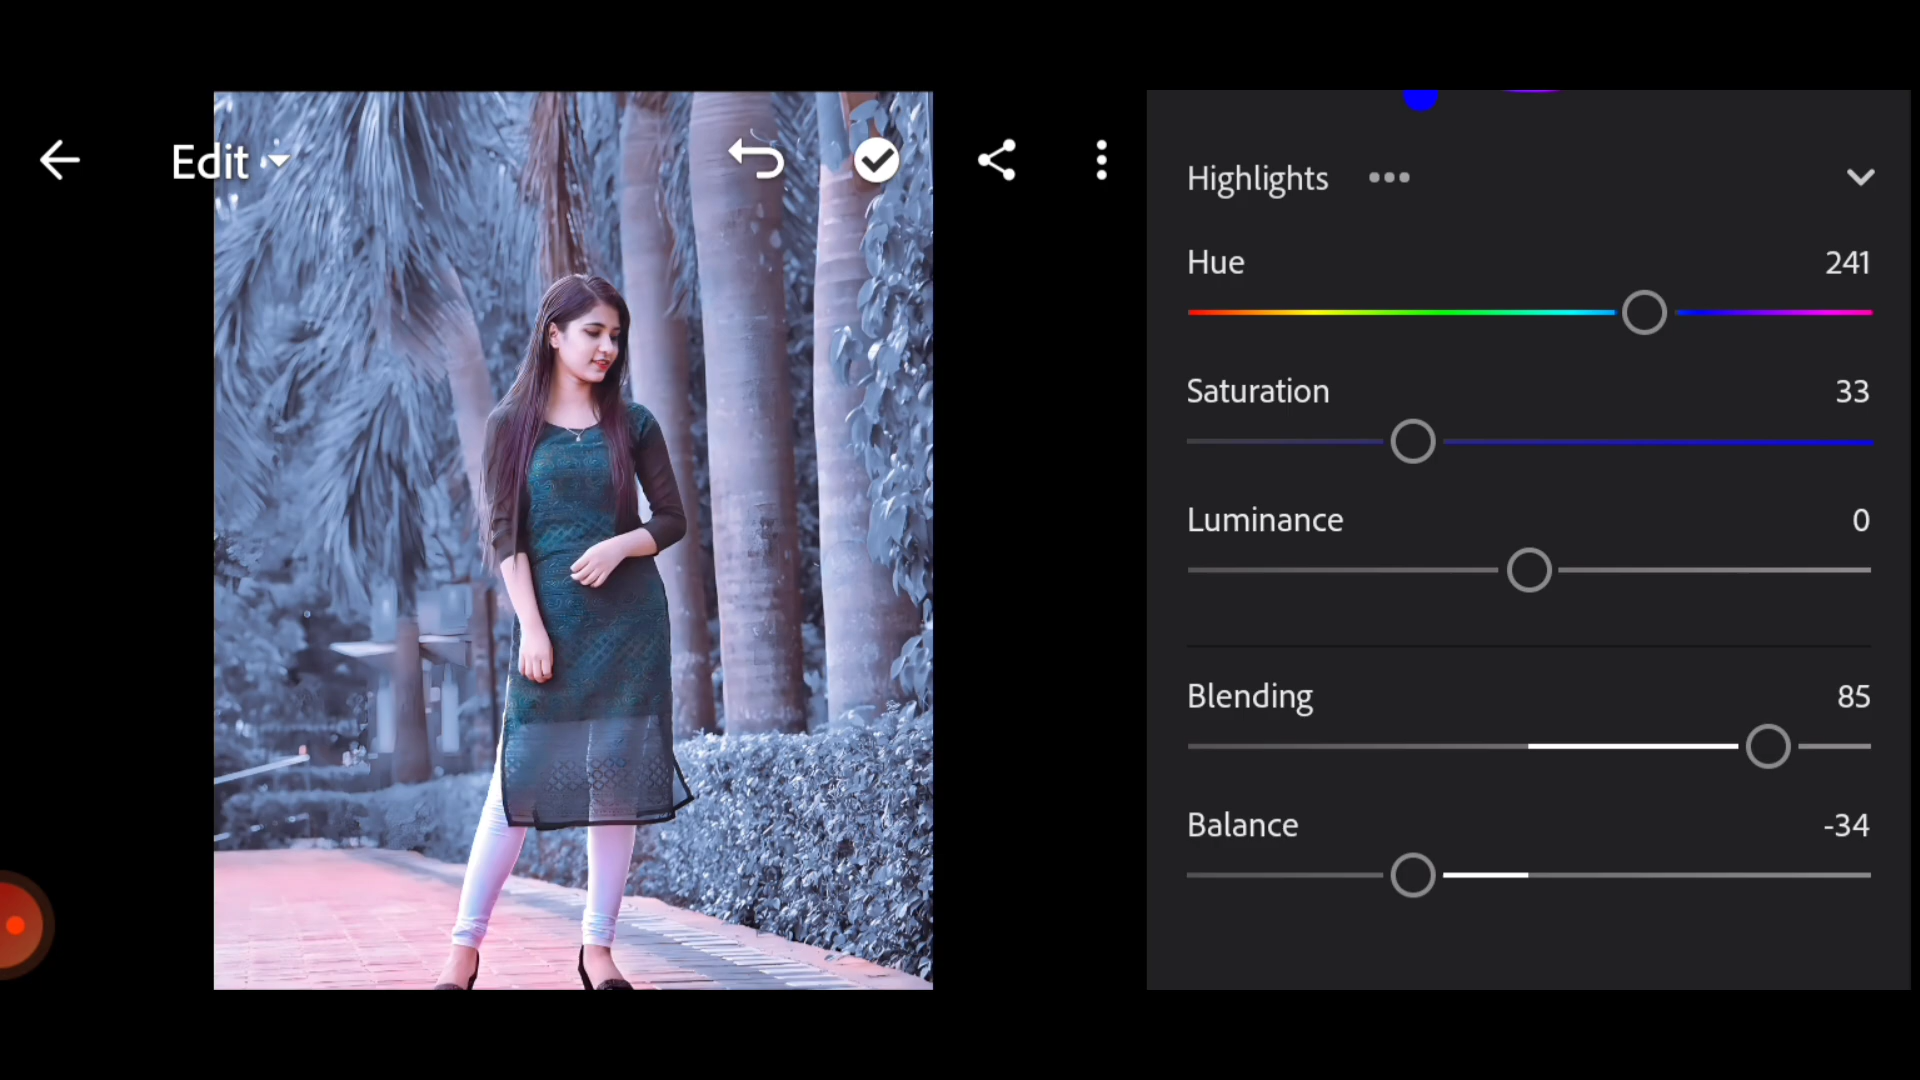 Edit
Highlights
Hue 241
Saturation 33
Luminance 0
Blending 85
Balance -34